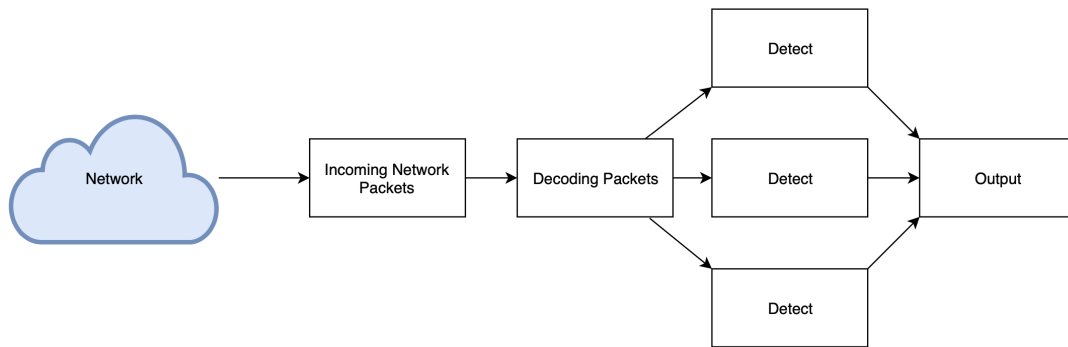 Network
Incoming Network
Packets
Decoding Packets
Detect
Detect
Detect
Output